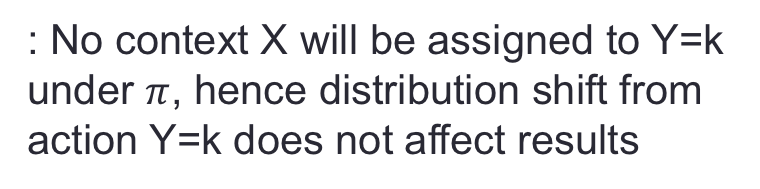 : No context X will be assigned to Y=k
under π, hence distribution shift from
action Y=k does not affect results